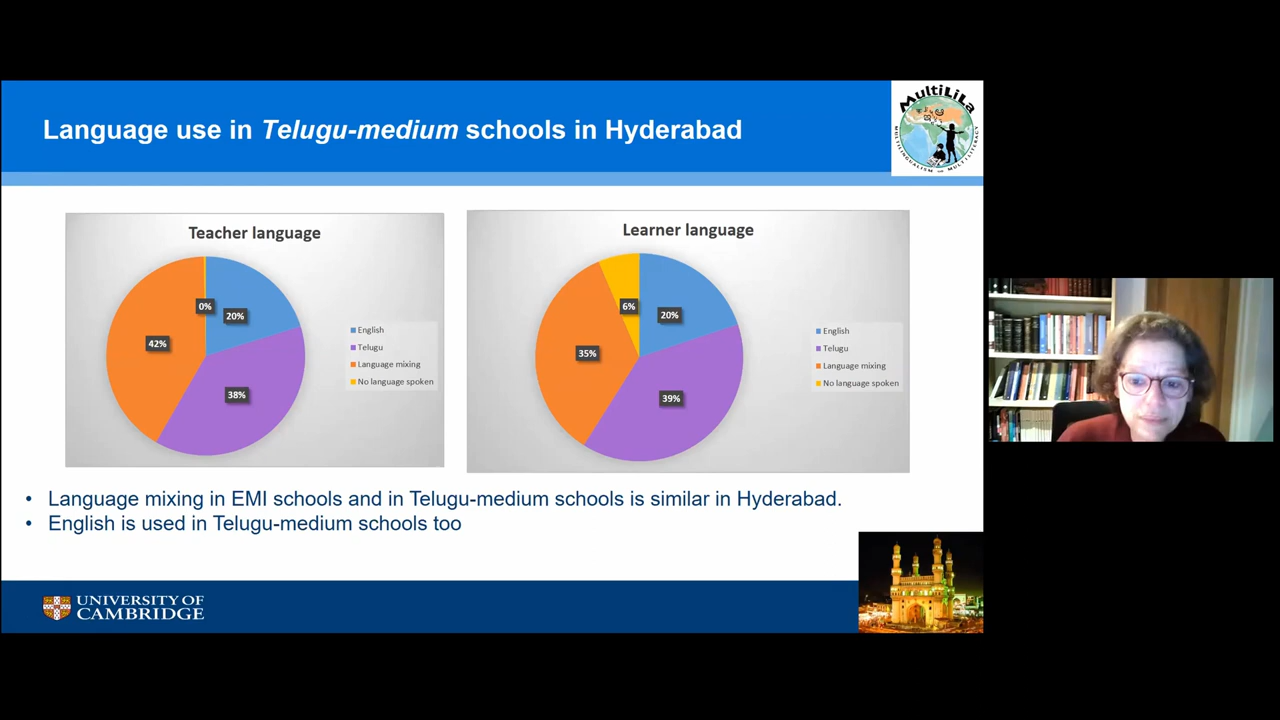 Language use in Telugu-medium schools in Hyderabad
MultiLiLa
MULTILINGUALISM
MULTILITERACY
Teacher language
0%
20%
42%
38%
English
Telugu
Language mixing
No language spoken
Learner language
6%
20%
35%
39%
English
Telugu
Language mixing
No language spoken
• Language mixing in EMI schools and in Telugu-medium schools is similar in Hyderabad.
• English is used in Telugu-medium schools too
UNIVERSITY OF
CAMBRIDGE